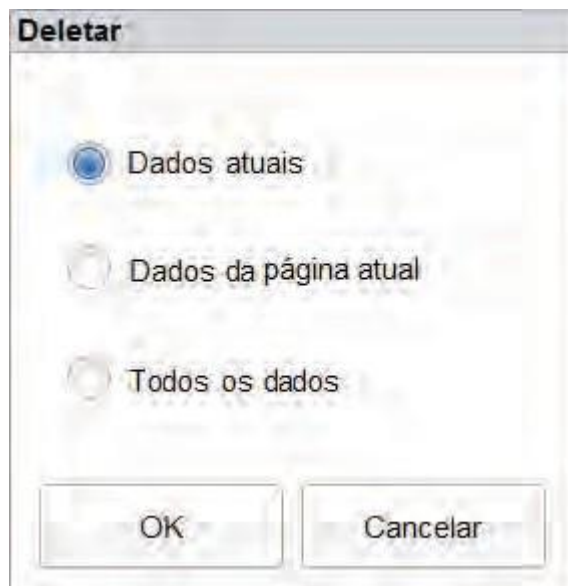 Deletar
Dados atuais
Dados da página atual
Todos os dados
OK
Cancelar